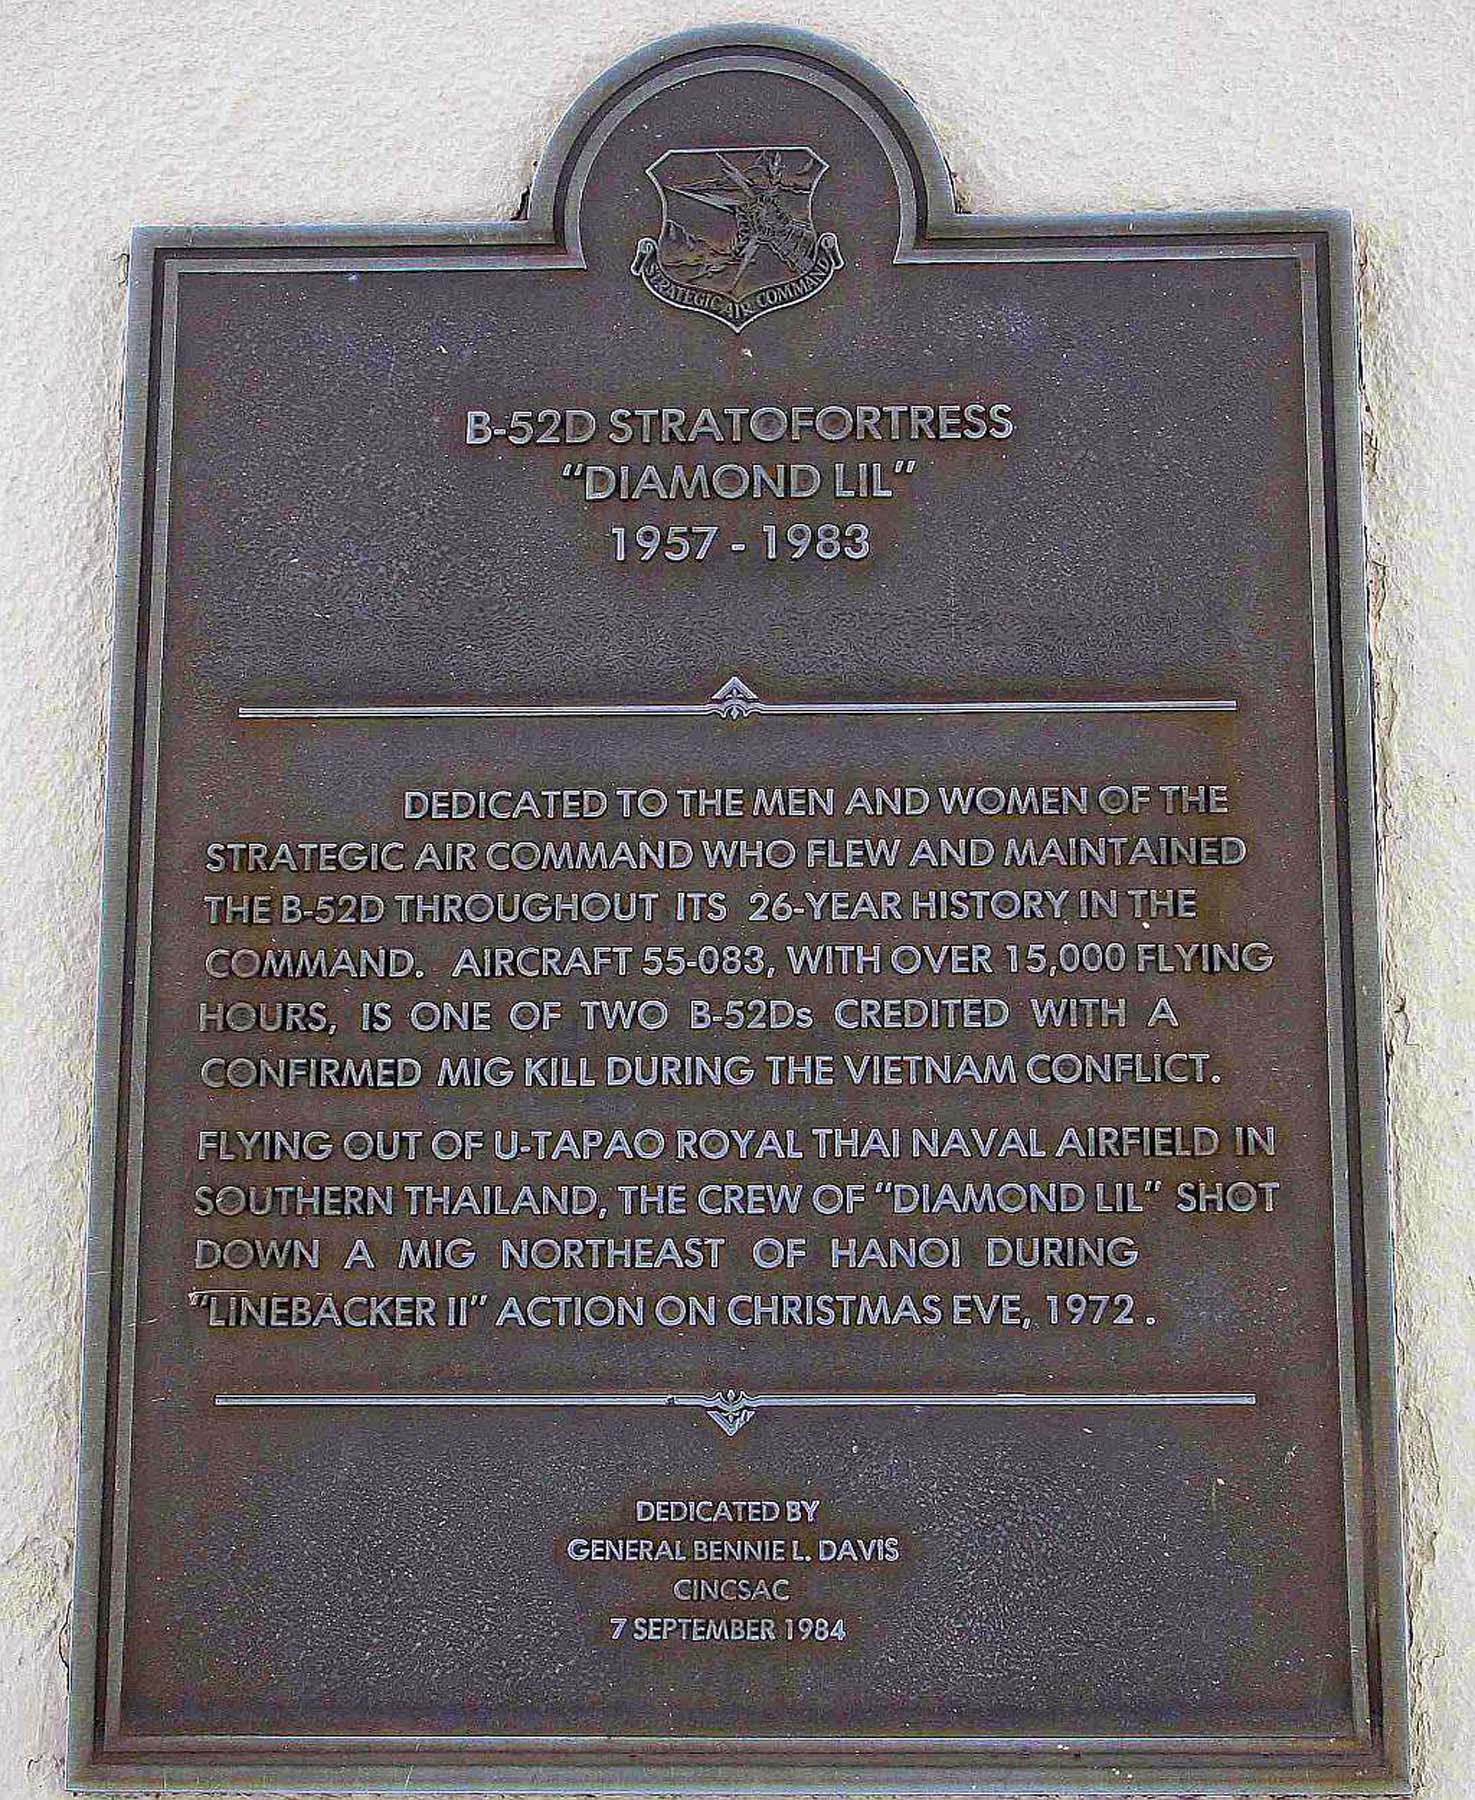 STRATEGIC AIR COMMAND
B-52D STRATOFORTRESS
"DIAMOND LIL"
1957 - 1983
DEDICATED TO THE MEN AND WOMEN OF THE
STRATEGIC AIR COMMAND WHO FLEW AND MAINTAINED
THE B-52D THROUGHOUT ITS 26-YEAR HISTORY IN THE
COMMAND. AIRCRAFT 55-083, WITH OVER 15,000 FLYING
HOURS, IS ONE OF TWO B-52Ds CREDITED WITH A
CONFIRMED MIG KILL DURING THE VIETNAM CONFLICT.
FLYING OUT OF U-TAPAO ROYAL THAI NAVAL AIRFIELD IN
SOUTHERN THAILAND, THE CREW OF "DIAMOND LIL" SHOT
DOWN A MIG NORTHEAST OF HANOI DURING
"LINEBACKER II" ACTION ON CHRISTMAS EVE, 1972.
DEDICATED BY
GENERAL BENNIE L. DAVIS
CINCSAC
7 SEPTEMBER 1984